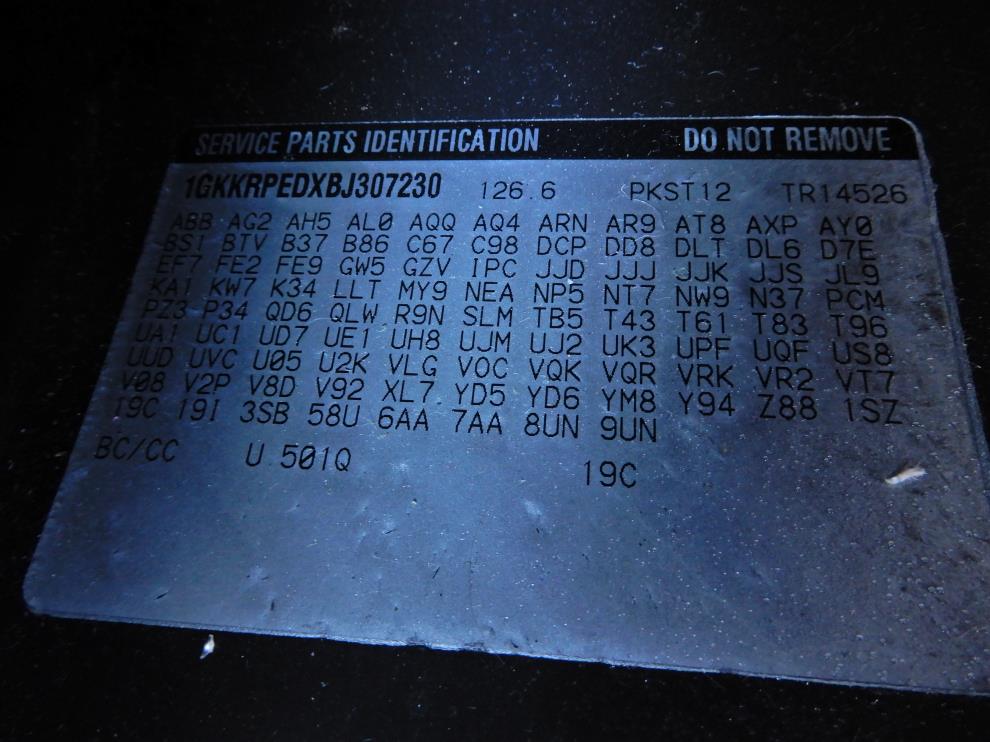 SERVICE PARTS IDENTIFICATION DO NOT REMOVE
1GKKRPEDXBJ307230 126.6 PKST12 TR14526
ABB AG2 AH5 AL0 AQQ AQ4 ARN AR9 AT8 AXP AY0
BS1 BTV B37 B86 C67 C98 DCP DD8 DLT DL6 D7E
EF7 FE2 FE9 GW5 GZV IPC JJD JJJ JJK JJS JL9
KA1 KW7 K34 LLT MY9 NEA NP5 NT7 NW9 N37 PCM
PZ3 P34 QD6 QLW R9N SLM TB5 T43 T61 T83 T96
UA1 UC1 UD7 UE1 UH8 UJM UJ2 UK3 UPF UQF US8
UUD UVC U05 U2K VLG VOC VQK VQR VRK VR2 VT7
V08 V2P V8D V92 XL7 YD5 YD6 YM8 Y94 Z88 1SZ
19C 19I 3SB 58U 6AA 7AA 8UN 9UN
BC/CC U 501Q 19C